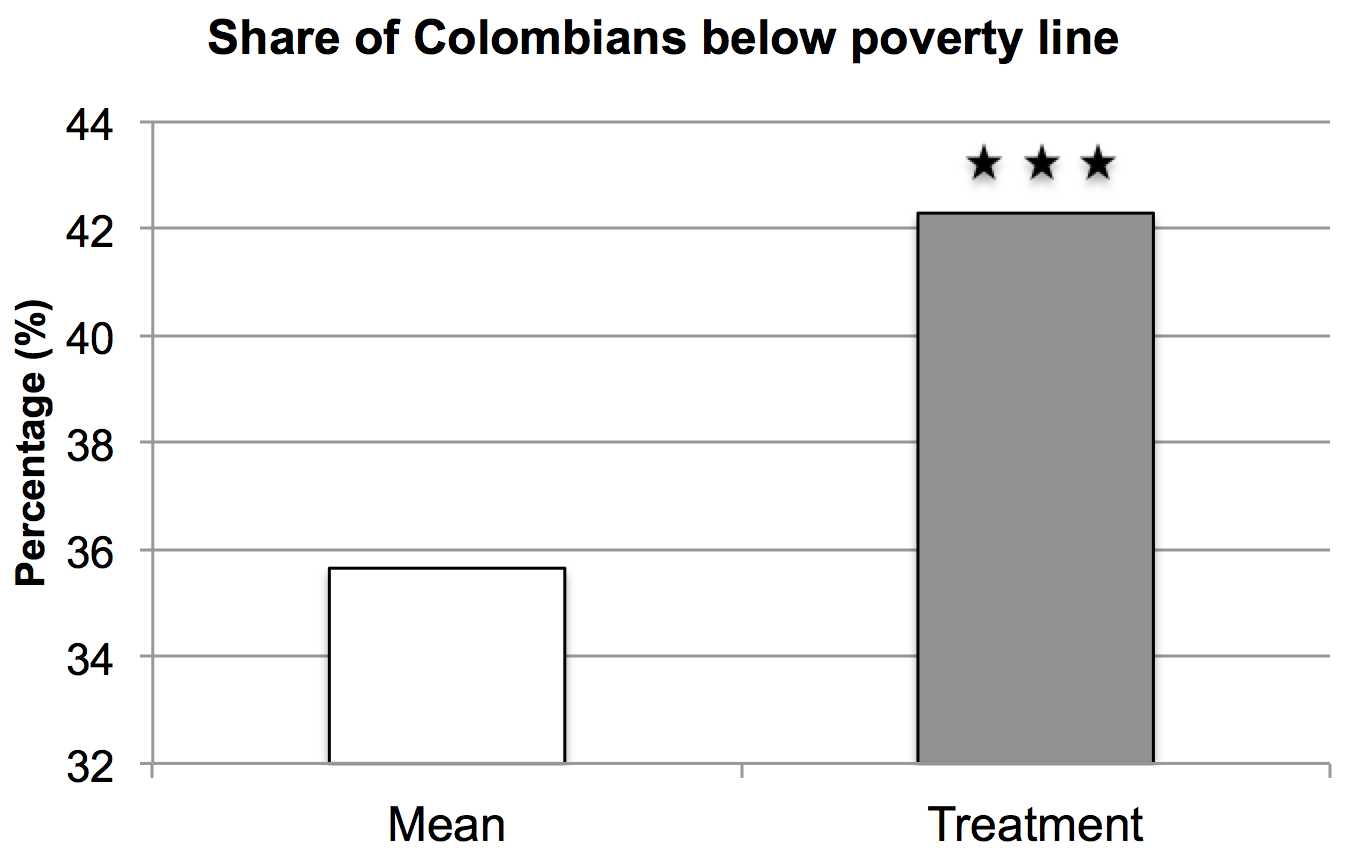 Share of Colombians below poverty line
44
42
40
38
36
34
32
Percentage (%)
★ ★ ★
Mean
Treatment